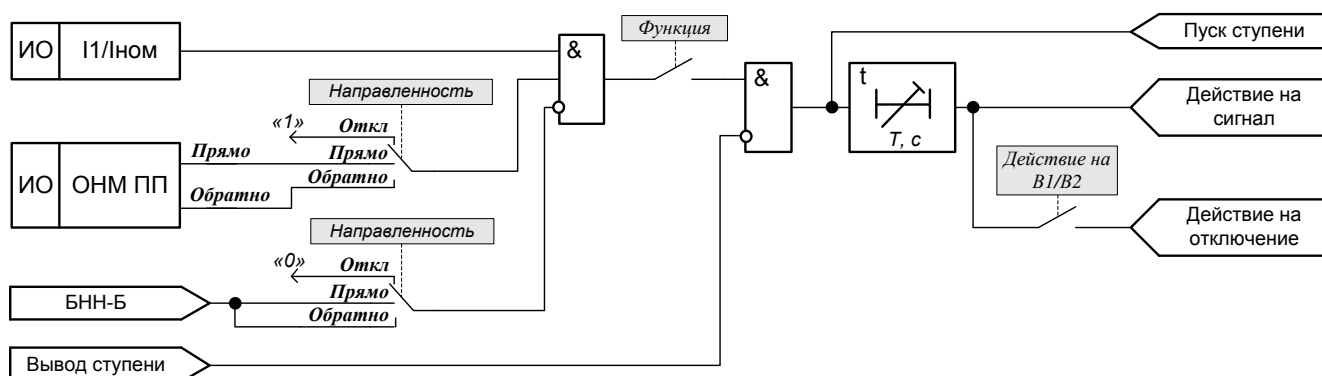 ИО
I1/Iном
&
Функция
Пуск ступени
&
t
T, с
Действие на
сигнал
Направленность
«1»
Откл
Прямо
Прямо
Обратно
ИО
ОНМ ПП
Обратно
Действие на
В1/В2
Действие на
отключение
Направленность
«0»
Откл
БНН-Б
Прямо
Обратно
Вывод ступени